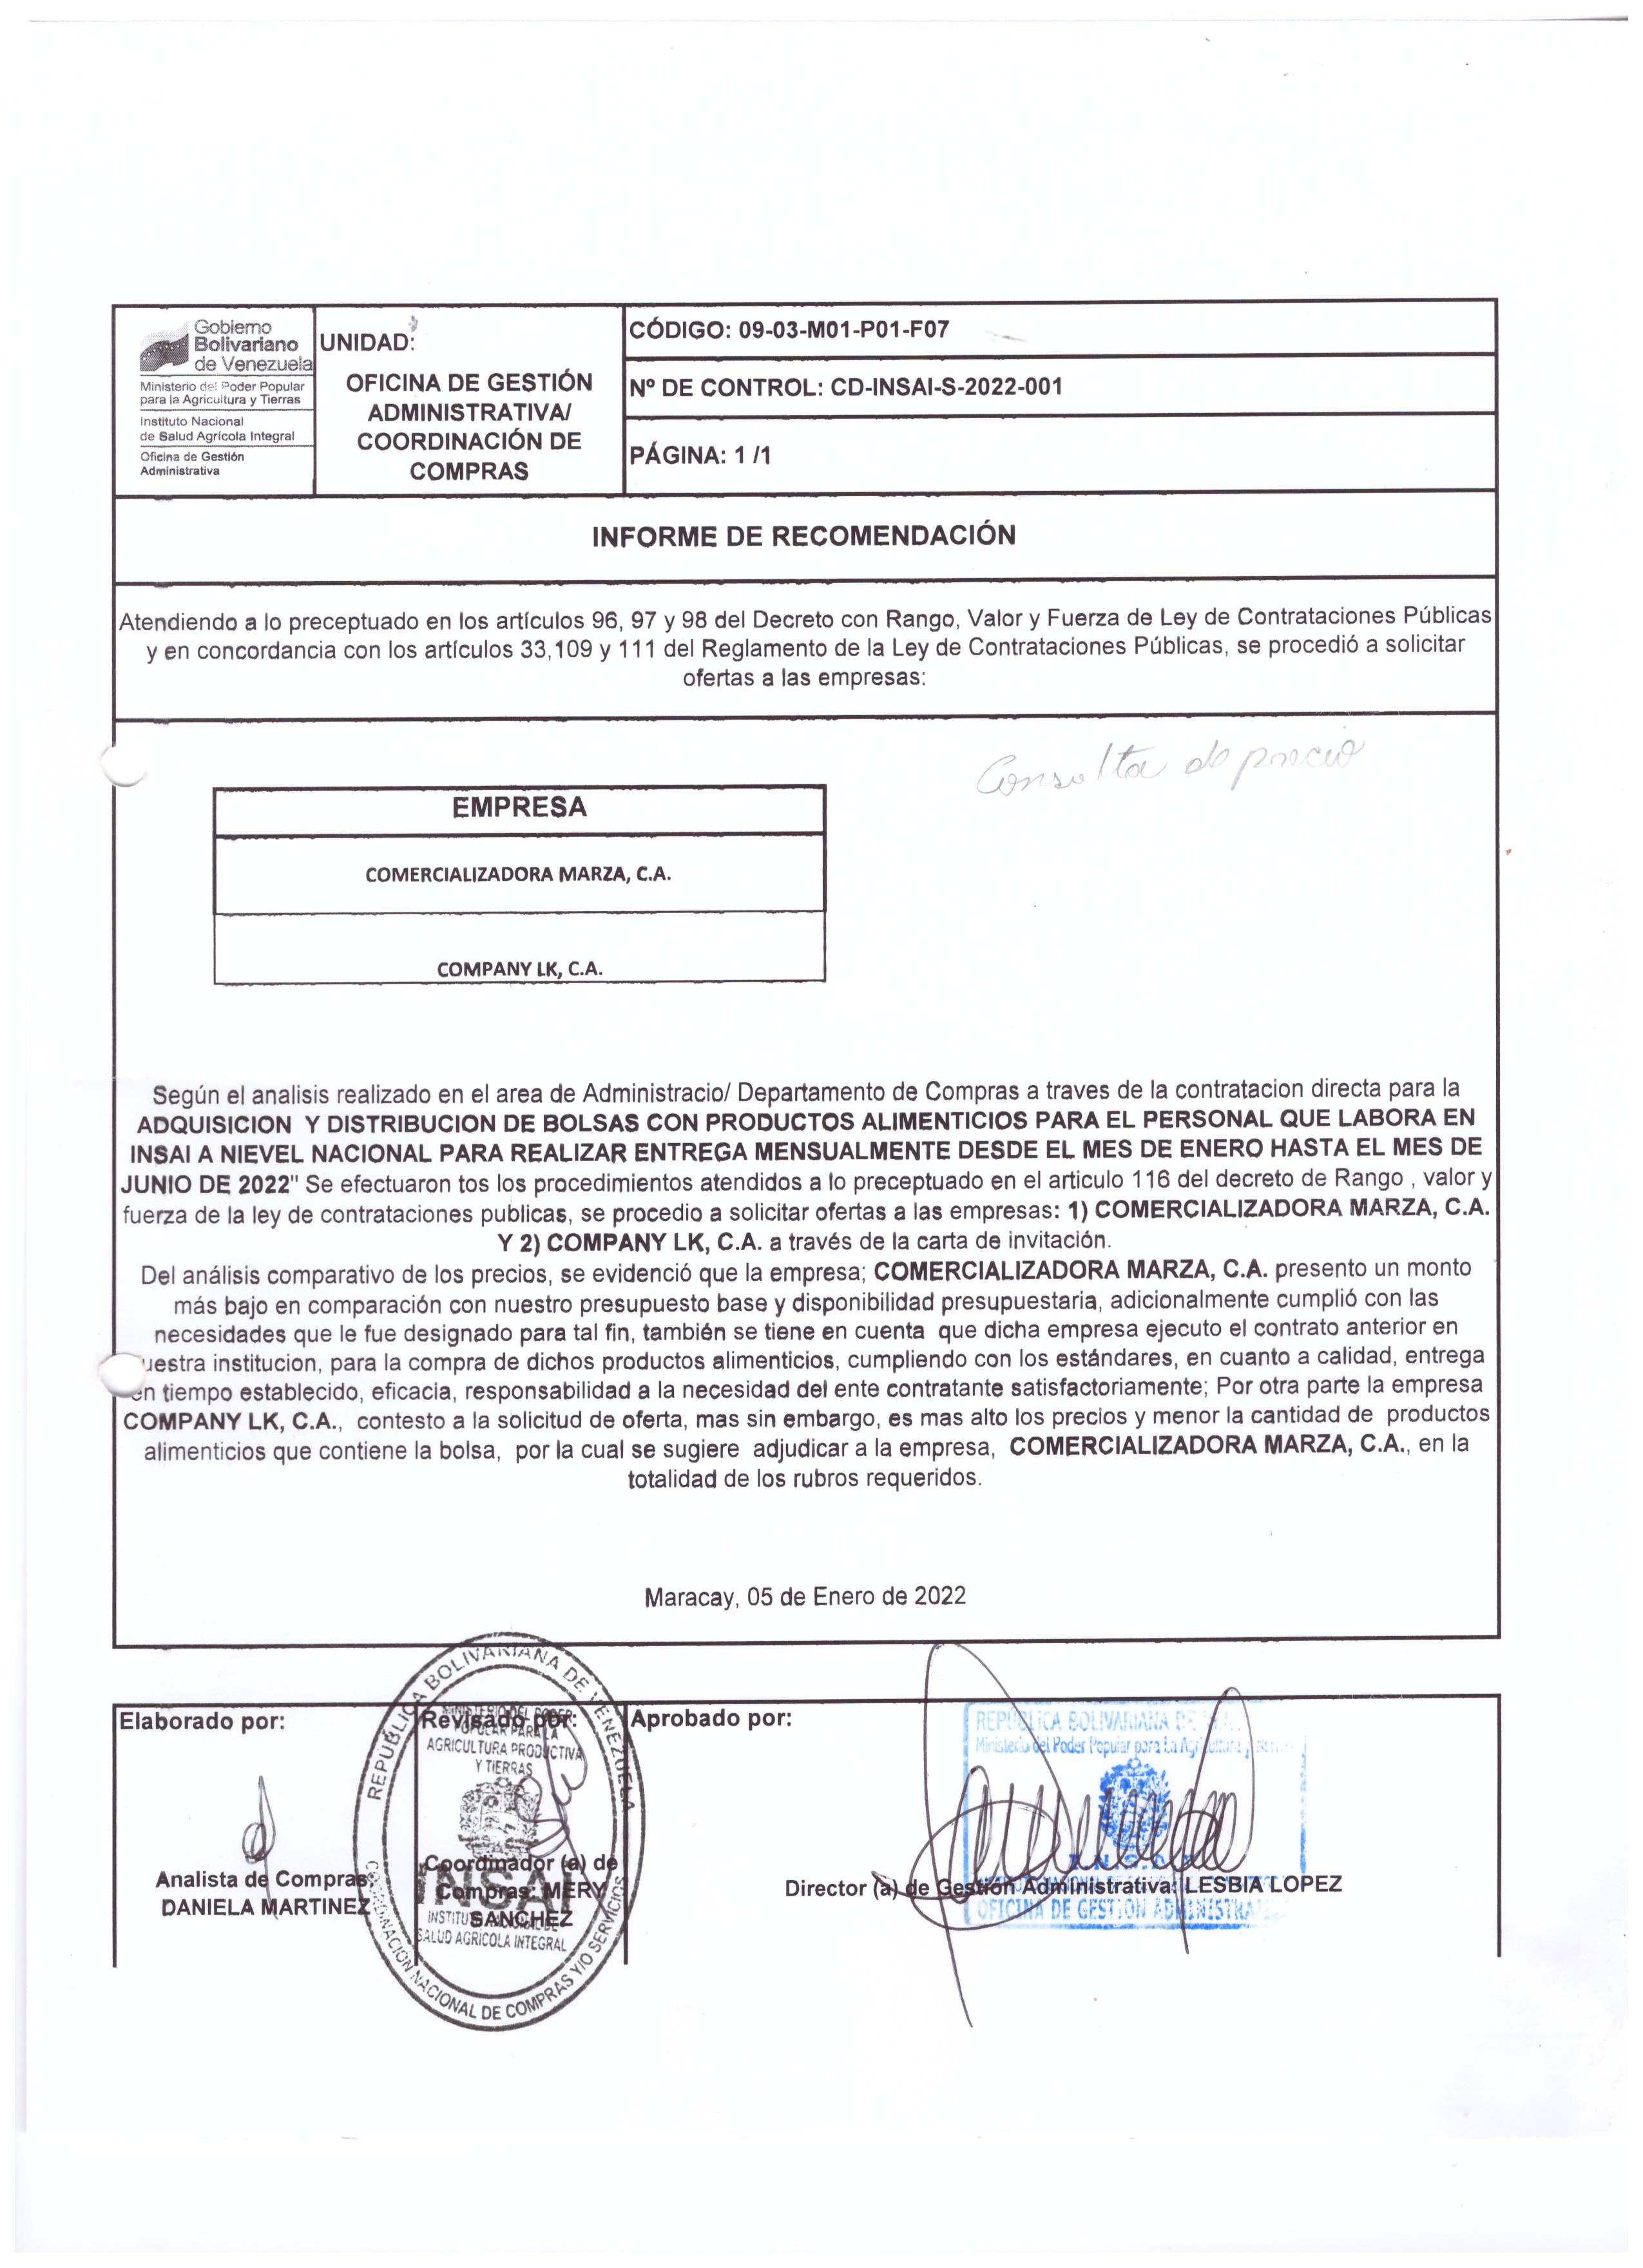 Gobierno
Bolivariano
de Venezuela
Ministerio del Poder Popular
para la Agricultura y Tierras
Instituto Nacional
de Salud Agrícola Integral
Oficina de Gestión
Administrativa
UNIDAD:
OFICINA DE GESTIÓN
ADMINISTRATIVA/
COORDINACIÓN DE
COMPRAS
CÓDIGO: 09-03-M01-P01-F07
Nº DE CONTROL: CD-INSAI-S-2022-001
PÁGINA: 1 /1
INFORME DE RECOMENDACIÓN
Atendiendo a lo preceptuado en los artículos 96, 97 y 98 del Decreto con Rango, Valor y Fuerza de Ley de Contrataciones Públicas
y en concordancia con los artículos 33,109 y 111 del Reglamento de la Ley de Contrataciones Públicas, se procedió a solicitar
ofertas a las empresas:
Consulta de precio
EMPRESA
COMERCIALIZADORA MARZA, C.A.
COMPANY LK, C.A.
Según el analisis realizado en el area de Administracio/ Departamento de Compras a traves de la contratacion directa para la
ADQUISICION Y DISTRIBUCION DE BOLSAS CON PRODUCTOS ALIMENTICIOS PARA EL PERSONAL QUE LABORA EN
INSAI A NIEVEL NACIONAL PARA REALIZAR ENTREGA MENSUALMENTE DESDE EL MES DE ENERO HASTA EL MES DE
JUNIO DE 2022" Se efectuaron tos los procedimientos atendidos a lo preceptuado en el articulo 116 del decreto de Rango , valor y
fuerza de la ley de contrataciones publicas, se procedio a solicitar ofertas a las empresas: 1) COMERCIALIZADORA MARZA, C.A.
Y 2) COMPANY LK, C.A. a través de la carta de invitación.
Del análisis comparativo de los precios, se evidenció que la empresa; COMERCIALIZADORA MARZA, C.A. presento un monto
más bajo en comparación con nuestro presupuesto base y disponibilidad presupuestaria, adicionalmente cumplió con las
necesidades que le fue designado para tal fin, también se tiene en cuenta que dicha empresa ejecuto el contrato anterior en
uestra institucion, para la compra de dichos productos alimenticios, cumpliendo con los estándares, en cuanto a calidad, entrega
en tiempo establecido, eficacia, responsabilidad a la necesidad del ente contratante satisfactoriamente; Por otra parte la empresa
COMPANY LK, C.A., contesto a la solicitud de oferta, mas sin embargo, es mas alto los precios y menor la cantidad de productos
alimenticios que contiene la bolsa, por la cual se sugiere adjudicar a la empresa, COMERCIALIZADORA MARZA, C.A., en la
totalidad de los rubros requeridos.
Maracay, 05 de Enero de 2022
Elaborado por:
Analista de Compras:
DANIELA MARTINEZ
Revisado por:
Coordinador (a) de
Compras: MERY
SANCHEZ
REPÚBLICA BOLIVARIANA DE VENEZUELA
MINISTERIO DEL PODER
POPULAR PARA LA
AGRICULTURA PRODUCTIVA
Y TIERRAS
INSAI
SALUD AGRICOLA INTEGRAL
NACIONAL DE COMPRAS Y/O SERVICIOS
Aprobado por:
Director (a) de Gestión Administrativa: LESBIA LOPEZ
REPÚBLICA BOLIVARIANA DE
Ministerio del Poder Popular para La Agricultura y
OFICINA DE GESTION ADMINISTRA